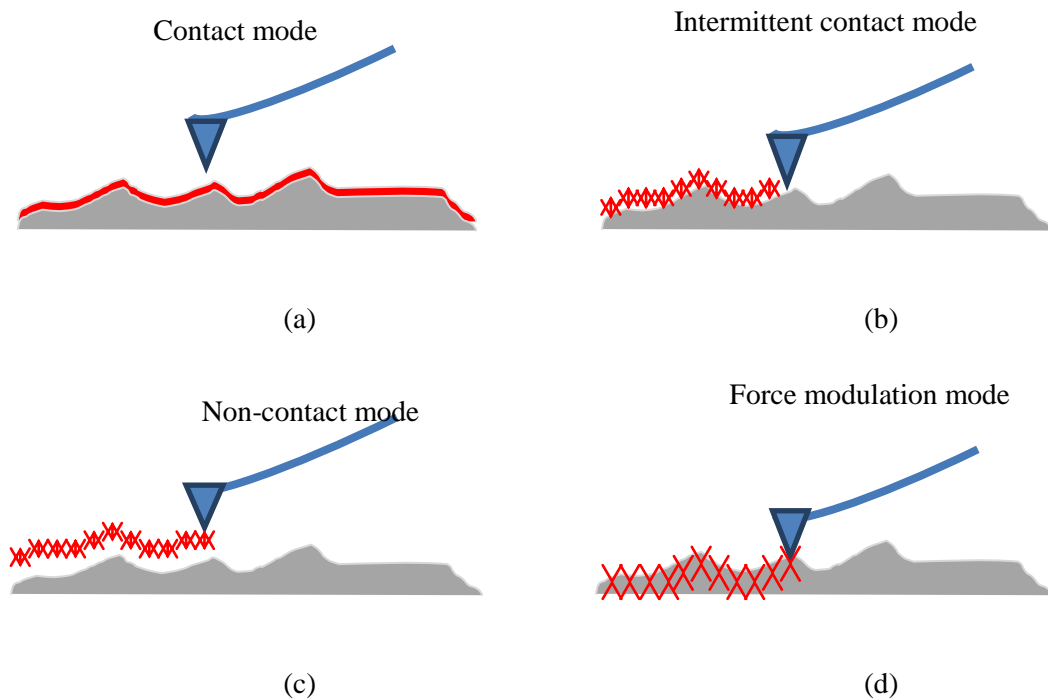 Contact mode
Intermittent contact mode
(a)
(b)
Non-contact mode
Force modulation mode
(c)
(d)